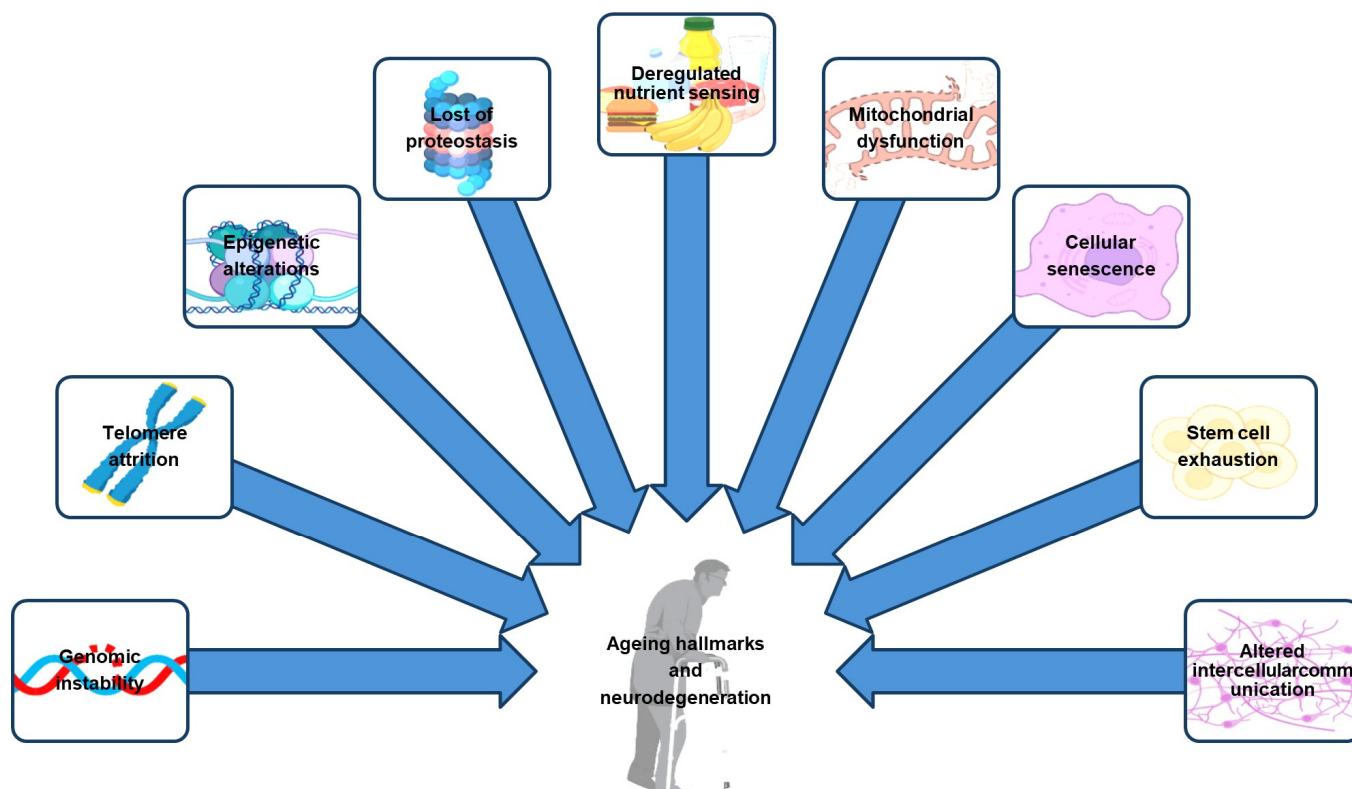 Deregulated
nutrient sensing
Lost of
proteostasis
Mitochondrial
dysfunction
Epigenetic
alterations
Cellular
senescence
Telomere
attrition
Stem cell
exhaustion
Genomic
instability
Ageing hallmarks
and
neurodegeneration
Altered
intercellularcomm
unication